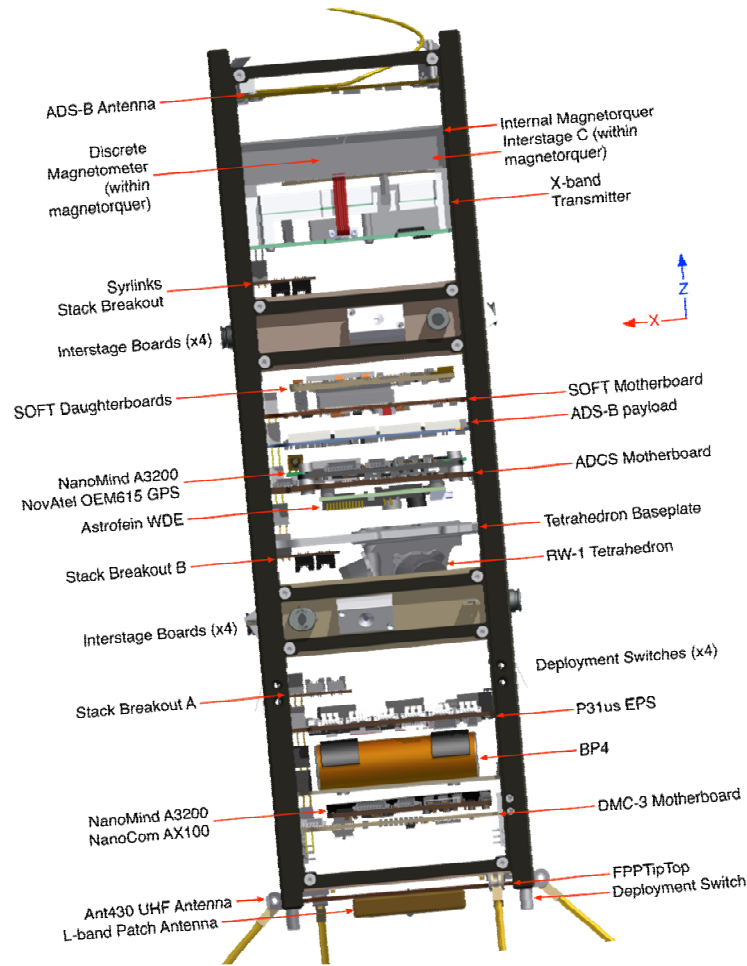 ADS-B Antenna
Internal Magnetorquer
Interstage C (within
magnetorquer)
Discrete
Magnetometer
(within
magnetorquer)
X-band
Transmitter
Z
X
Syrlinks
Stack Breakout
Interstage Boards (x4)
SOFT Daughterboards
SOFT Motherboard
ADS-B payload
NanoMind A3200
NovAtel OEM615 GPS
ADCS Motherboard
Astrofein WDE
Tetrahedron Baseplate
Stack Breakout B
RW-1 Tetrahedron
Interstage Boards (x4)
Deployment Switches (x4)
Stack Breakout A
P31us EPS
BP4
NanoMind A3200
NanoCom AX100
DMC-3 Motherboard
FPPTipTop
Deployment Switch
Ant430 UHF Antenna
L-band Patch Antenna